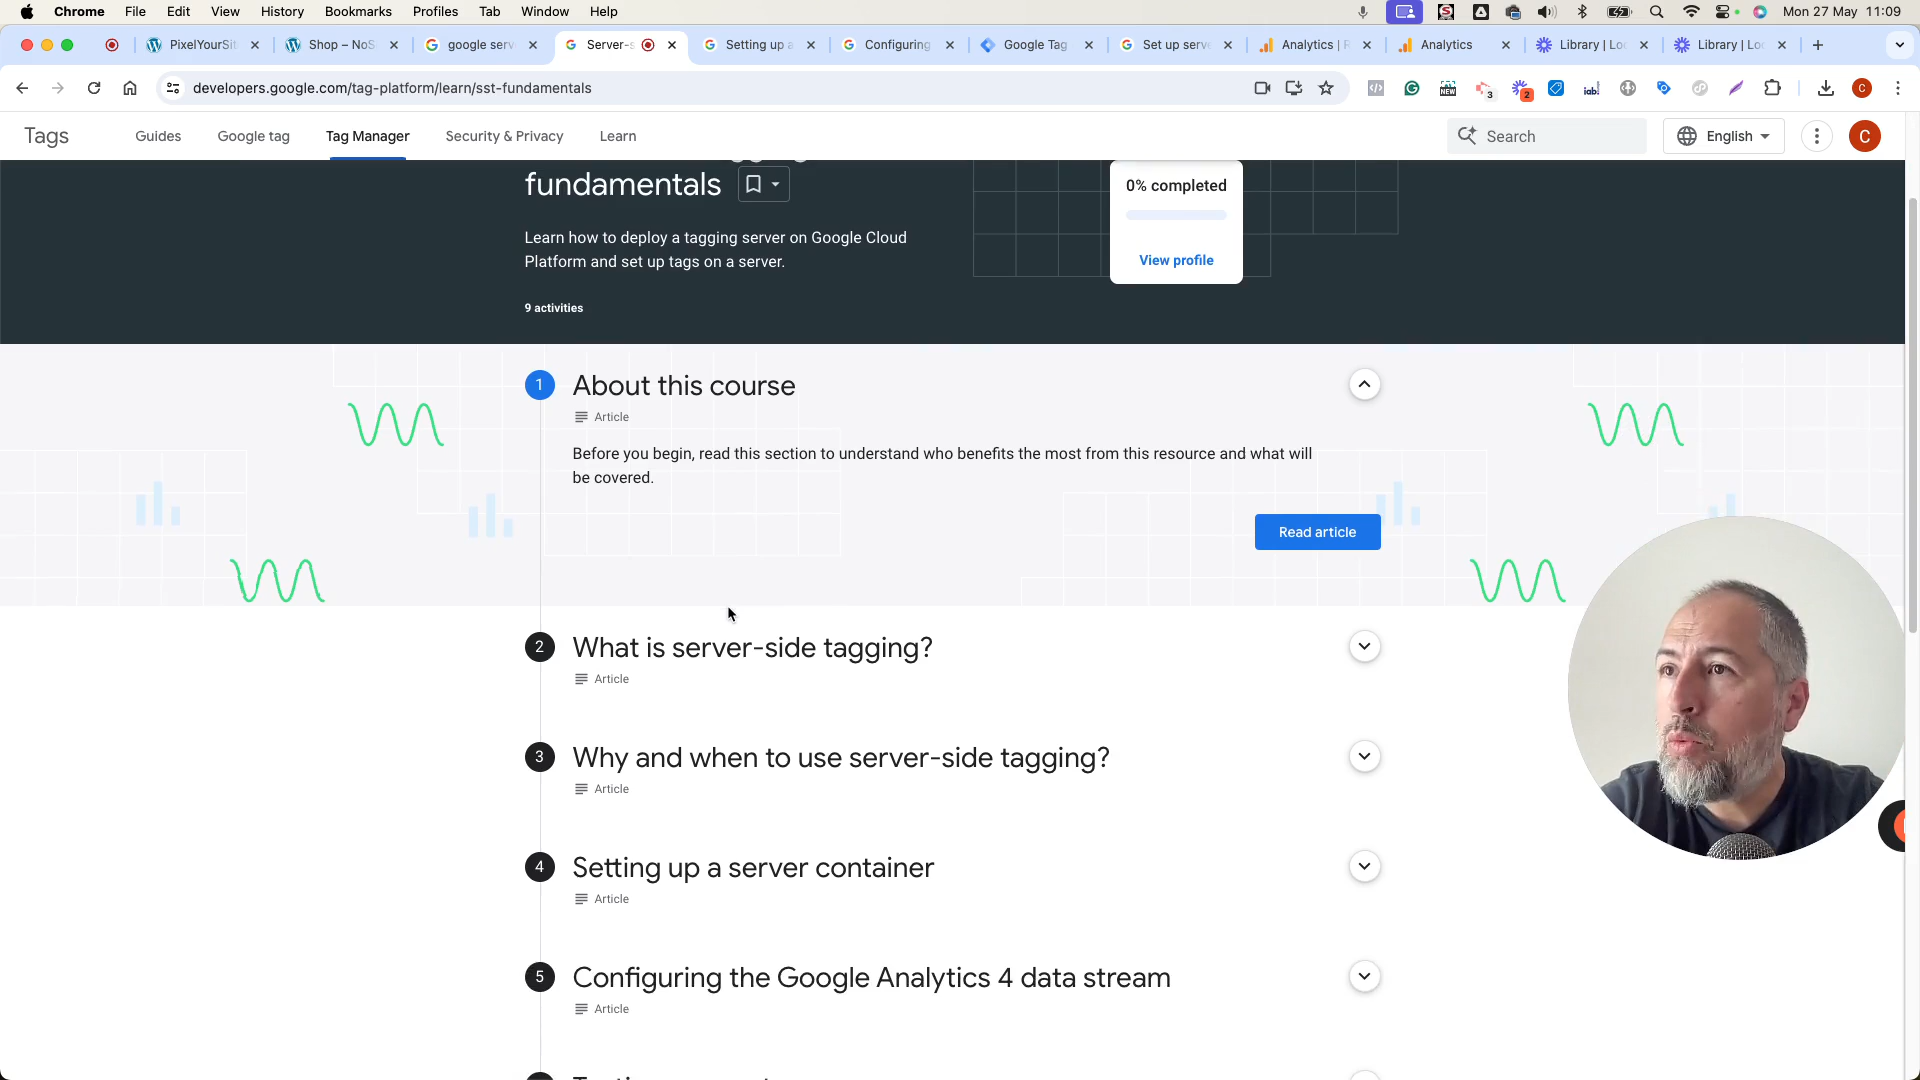 Chrome File Edit View History Bookmarks Profiles Tab Window Help Mon 27 May 11:09
PixelYourSit Shop – NoS google serv Server-s Setting up a Configuring Google Tag Set up serve Analytics | Analytics Library | Lo Library | Lo
developers.google.com/tag-platform/learn/sst-fundamentals NEW 3 2 iab. C
Tags Guides Google tag Tag Manager Security & Privacy Learn Search English C
fundamentals
0% completed
Learn how to deploy a tagging server on Google Cloud
Platform and set up tags on a server.
View profile
9 activities
1 About this course
Article
Before you begin, read this section to understand who benefits the most from this resource and what will
be covered.
Read article
2 What is server-side tagging?
Article
3 Why and when to use server-side tagging?
Article
4 Setting up a server container
Article
5 Configuring the Google Analytics 4 data stream
Article